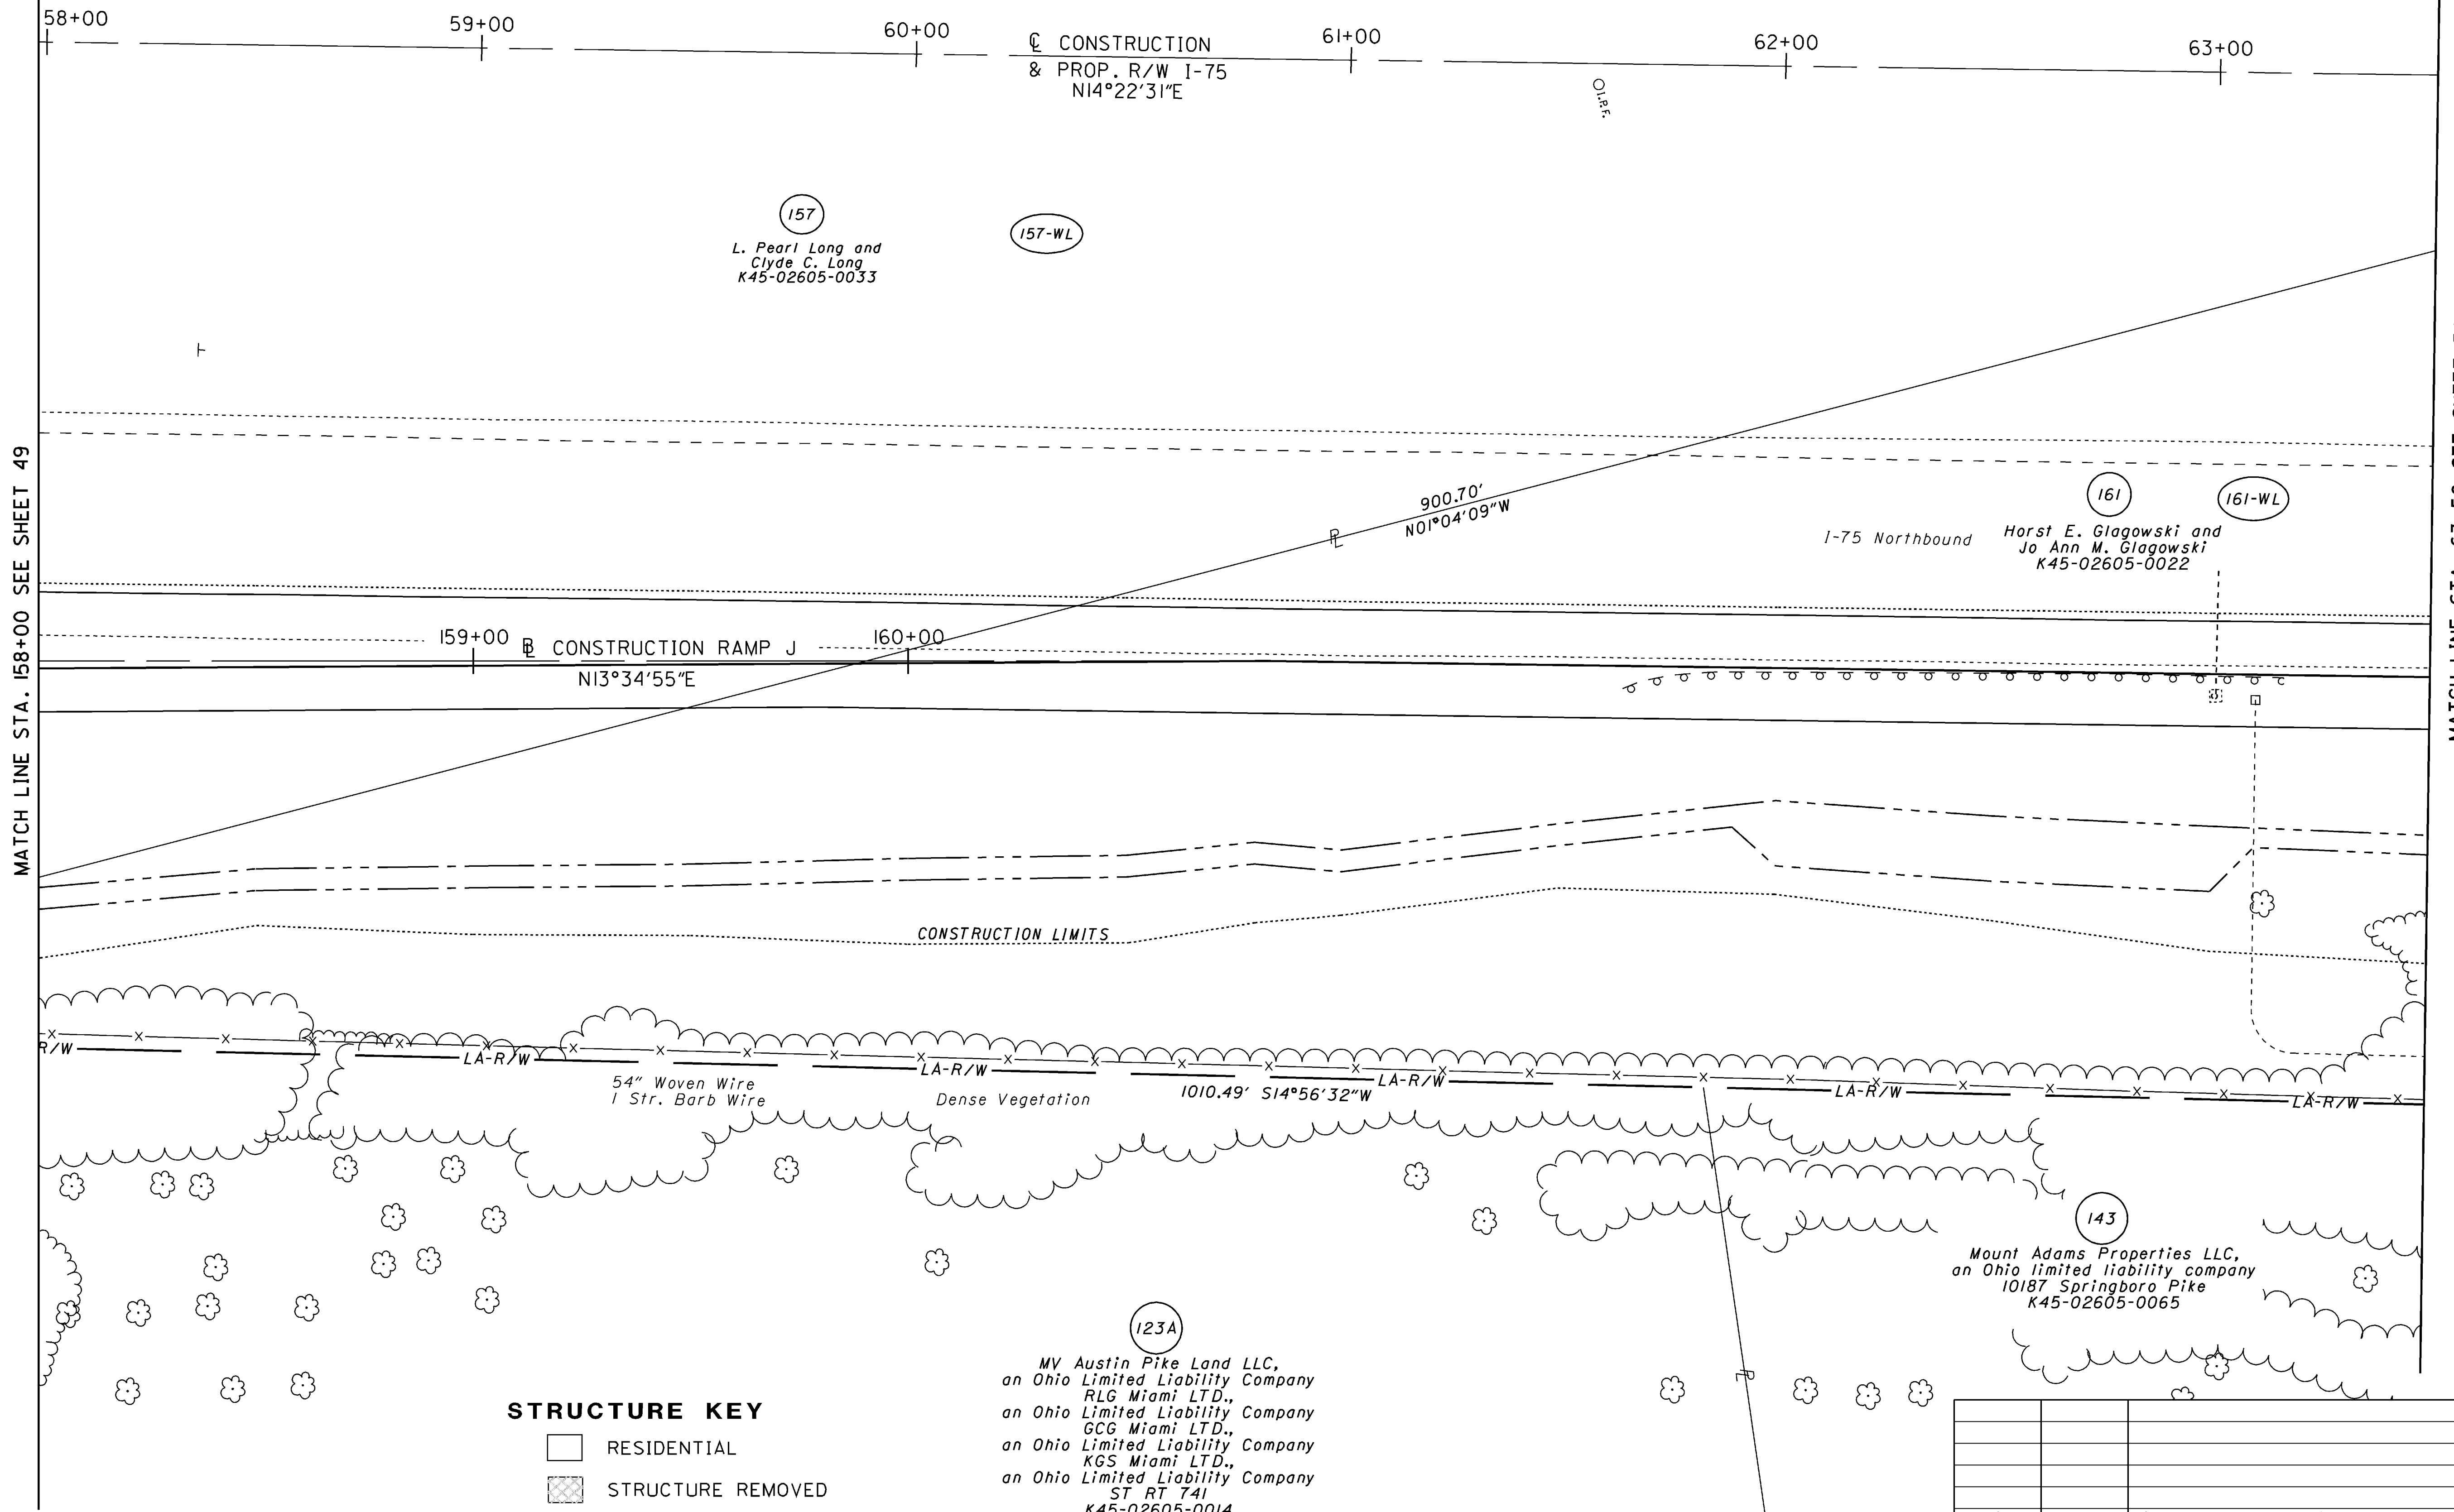 58+00
59+00
60+00
61+00
62+00
63+00
℄ CONSTRUCTION
& PROP. R/W I-75
N14°22'31"E
O I.P.F.
157
L. Pearl Long and
Clyde C. Long
K45-02605-0033
157-WL
MATCH LINE STA. 158+00 SEE SHEET 49
900.70'
N01°04'09"W
PL
I-75 Northbound
161
161-WL
Horst E. Glagowski and
Jo Ann M. Glagowski
K45-02605-0022
159+00
BL CONSTRUCTION RAMP J
N13°34'55"E
160+00
CONSTRUCTION LIMITS
R/W
LA-R/W
LA-R/W
LA-R/W
LA-R/W
LA-R/W
54" Woven Wire
1 Str. Barb Wire
Dense Vegetation
1010.49' S14°56'32"W
143
Mount Adams Properties LLC,
an Ohio limited liability company
10187 Springboro Pike
K45-02605-0065
123A
MV Austin Pike Land LLC,
an Ohio Limited Liability Company
RLG Miami LTD.,
an Ohio Limited Liability Company
GCG Miami LTD.,
an Ohio Limited Liability Company
KGS Miami LTD.,
an Ohio Limited Liability Company
ST RT 741
K45-02605-0014
PL
STRUCTURE KEY
RESIDENTIAL
STRUCTURE REMOVED